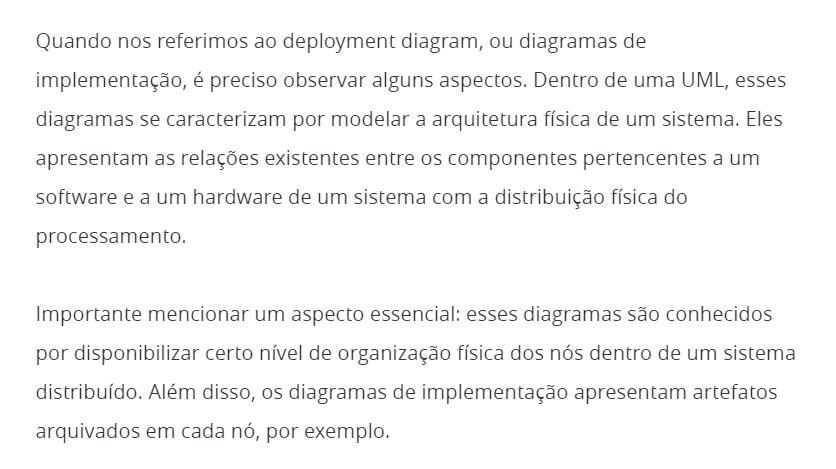 Quando nos referimos ao deployment diagram, ou diagramas de
implementação, é preciso observar alguns aspectos. Dentro de uma UML, esses
diagramas se caracterizam por modelar a arquitetura física de um sistema. Eles
apresentam as relações existentes entre os componentes pertencentes a um
software e a um hardware de um sistema com a distribuição física do
processamento.
Importante mencionar um aspecto essencial: esses diagramas são conhecidos
por disponibilizar certo nível de organização física dos nós dentro de um sistema
distribuído. Além disso, os diagramas de implementação apresentam artefatos
arquivados em cada nó, por exemplo.